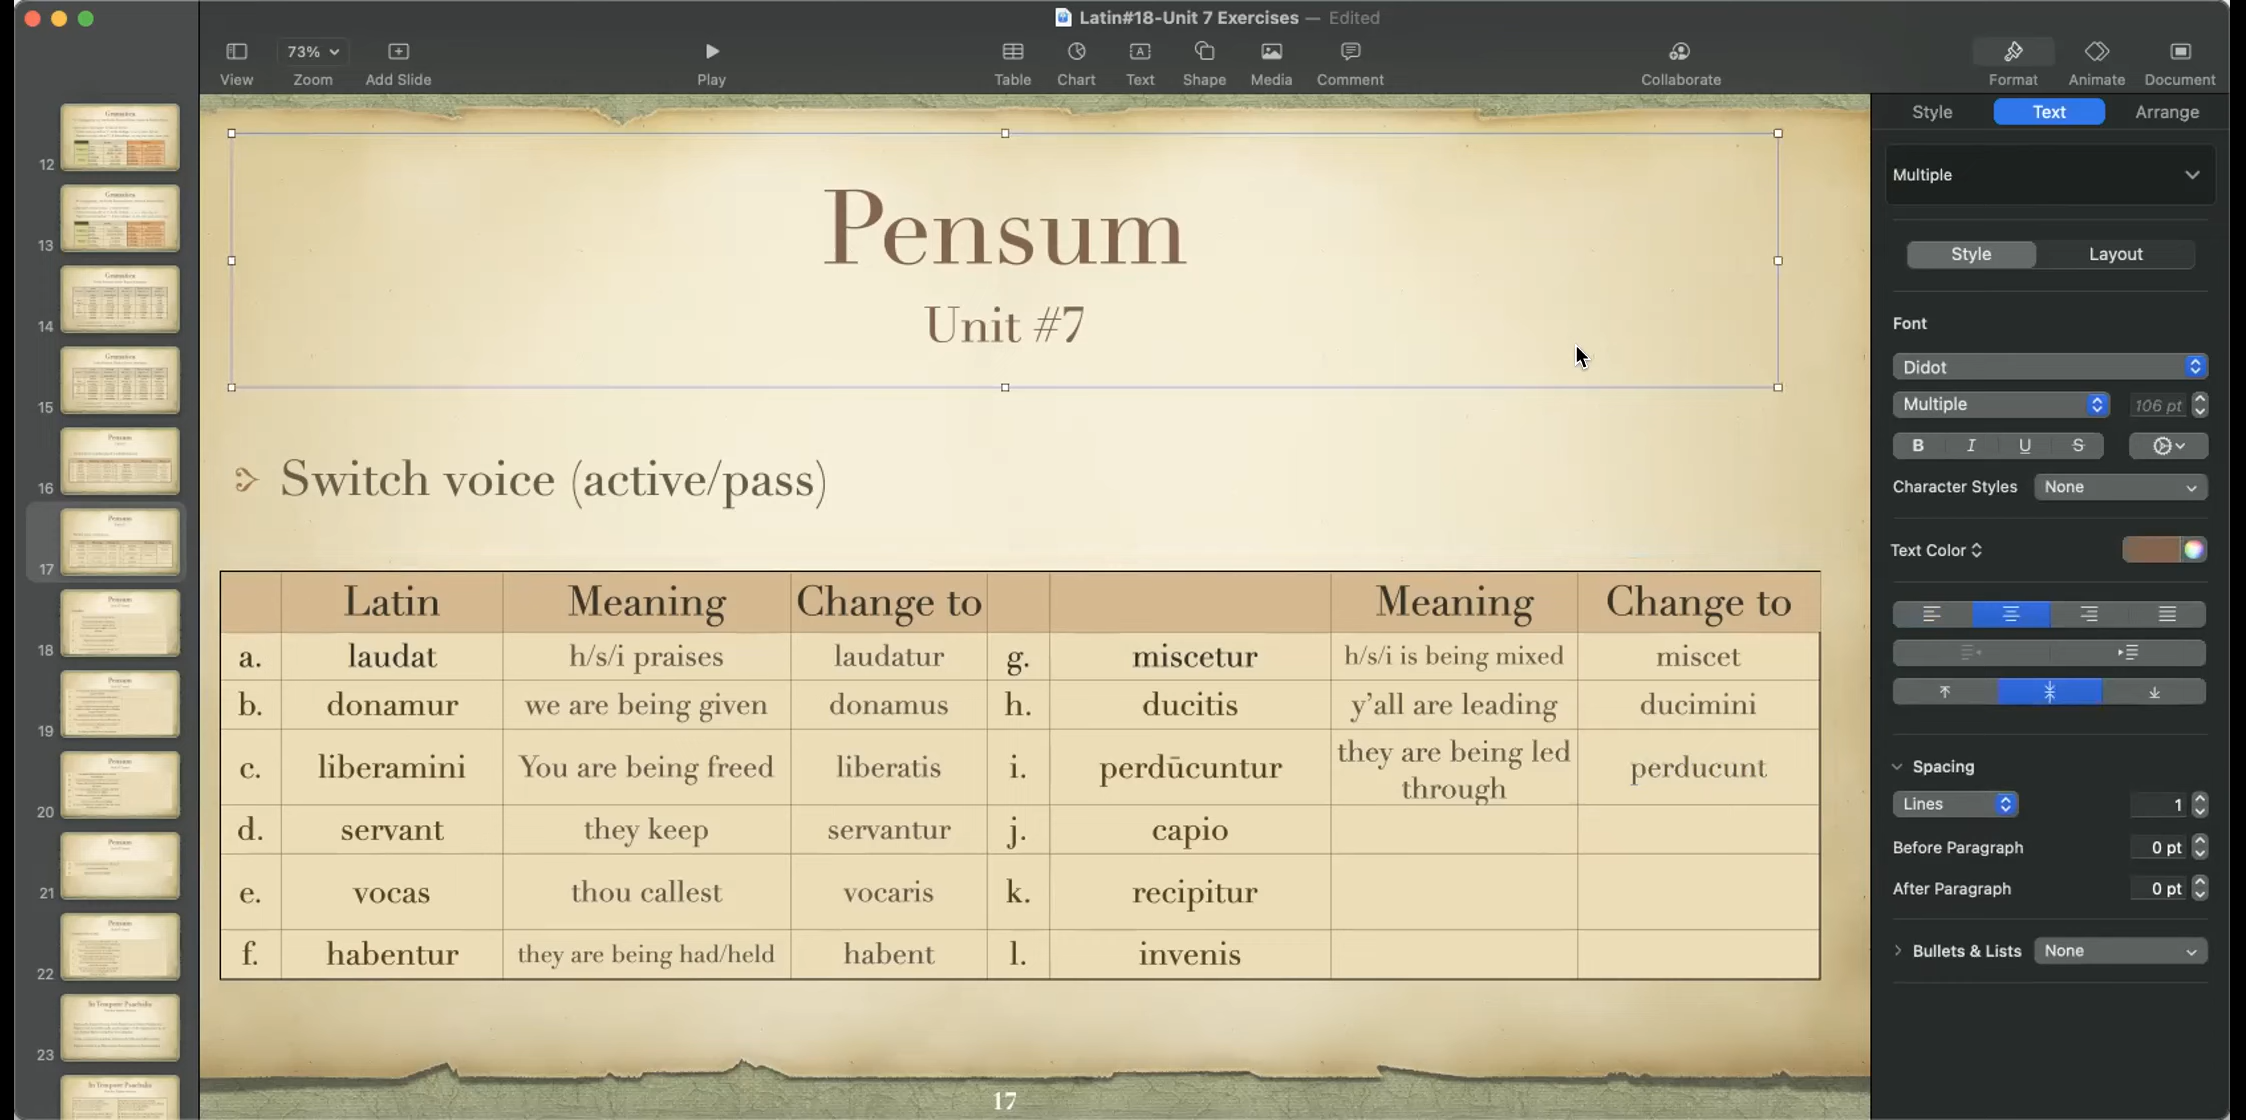 Latin#18-Unit 7 Exercises — Edited
73%
View Zoom Add Slide Play Table Chart Text Shape Media Comment Collaborate Format Animate Document
Style Text Arrange
Multiple
Style Layout
Font
Didot
Multiple 106 pt
B I U S
Character Styles None
Text Color
Spacing
Lines 1
Before Paragraph 0 pt
After Paragraph 0 pt
Bullets & Lists None
12
13
14
15
16
17
18
19
20
21
22
23
Pensum
Unit #7
Switch voice (active/pass)
Latin Meaning Change to Meaning Change to
a. laudat h/s/i praises laudatur g. miscetur h/s/i is being mixed miscet
b. donamur we are being given donamus h. ducitis y’all are leading ducimini
c. liberamini You are being freed liberatis i. perdūcuntur they are being led through perducunt
d. servant they keep servantur j. capio
e. vocas thou callest vocaris k. recipitur
f. habentur they are being had/held habent l. invenis
17